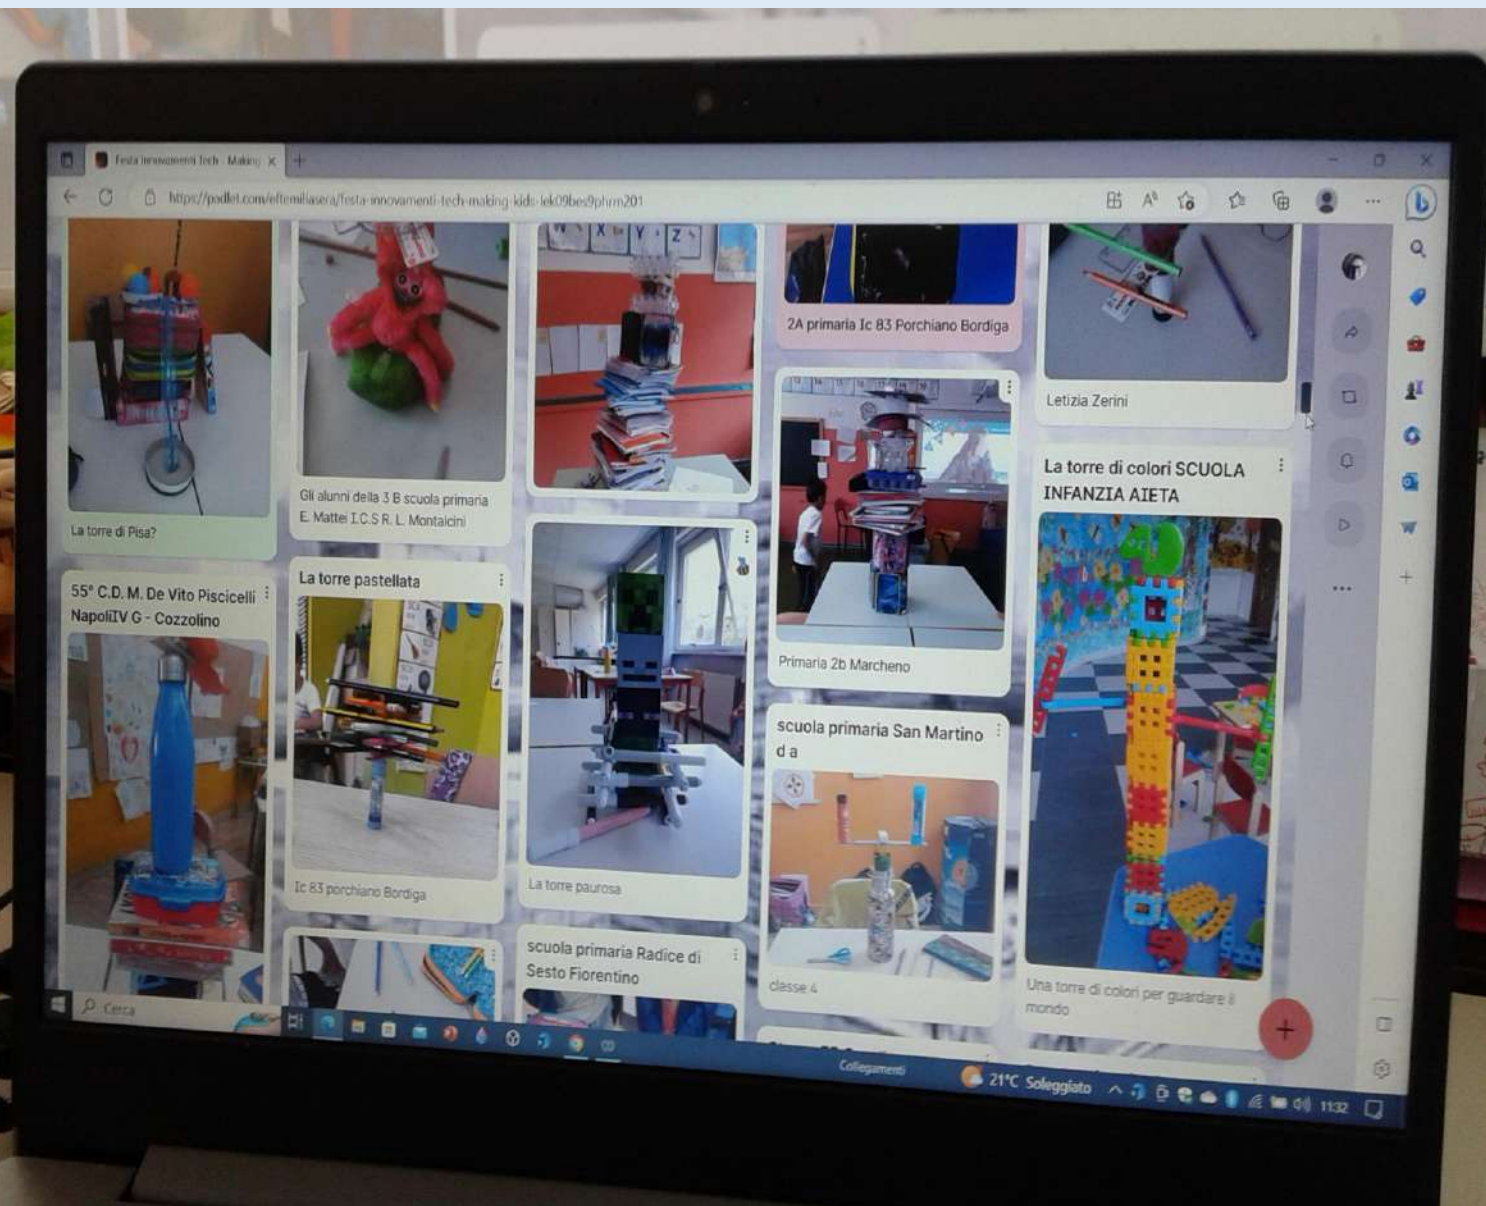 Festa Innovamenti Tech - Making
https://padlet.com/eftemiliasera/festa-innovamenti-tech-making-kids-lek09bes9phrm201
La torre di Pisa?
55° C.D. M. De Vito Piscicelli
NapoliIV G - Cozzolino
Gli alunni della 3 B scuola primaria
E. Mattei I.C.S R. L. Montalcini
La torre pastellata
Ic 83 porchiano Bordiga
W X Y Z
La torre paurosa
scuola primaria Radice di
Sesto Fiorentino
2A primaria Ic 83 Porchiano Bordiga
Primaria 2b Marcheno
scuola primaria San Martino
d a
classe 4
Letizia Zerini
La torre di colori SCUOLA
INFANZIA AIETA
Una torre di colori per guardare il
mondo
Cerca
Collegamenti
21°C Soleggiato
11:32